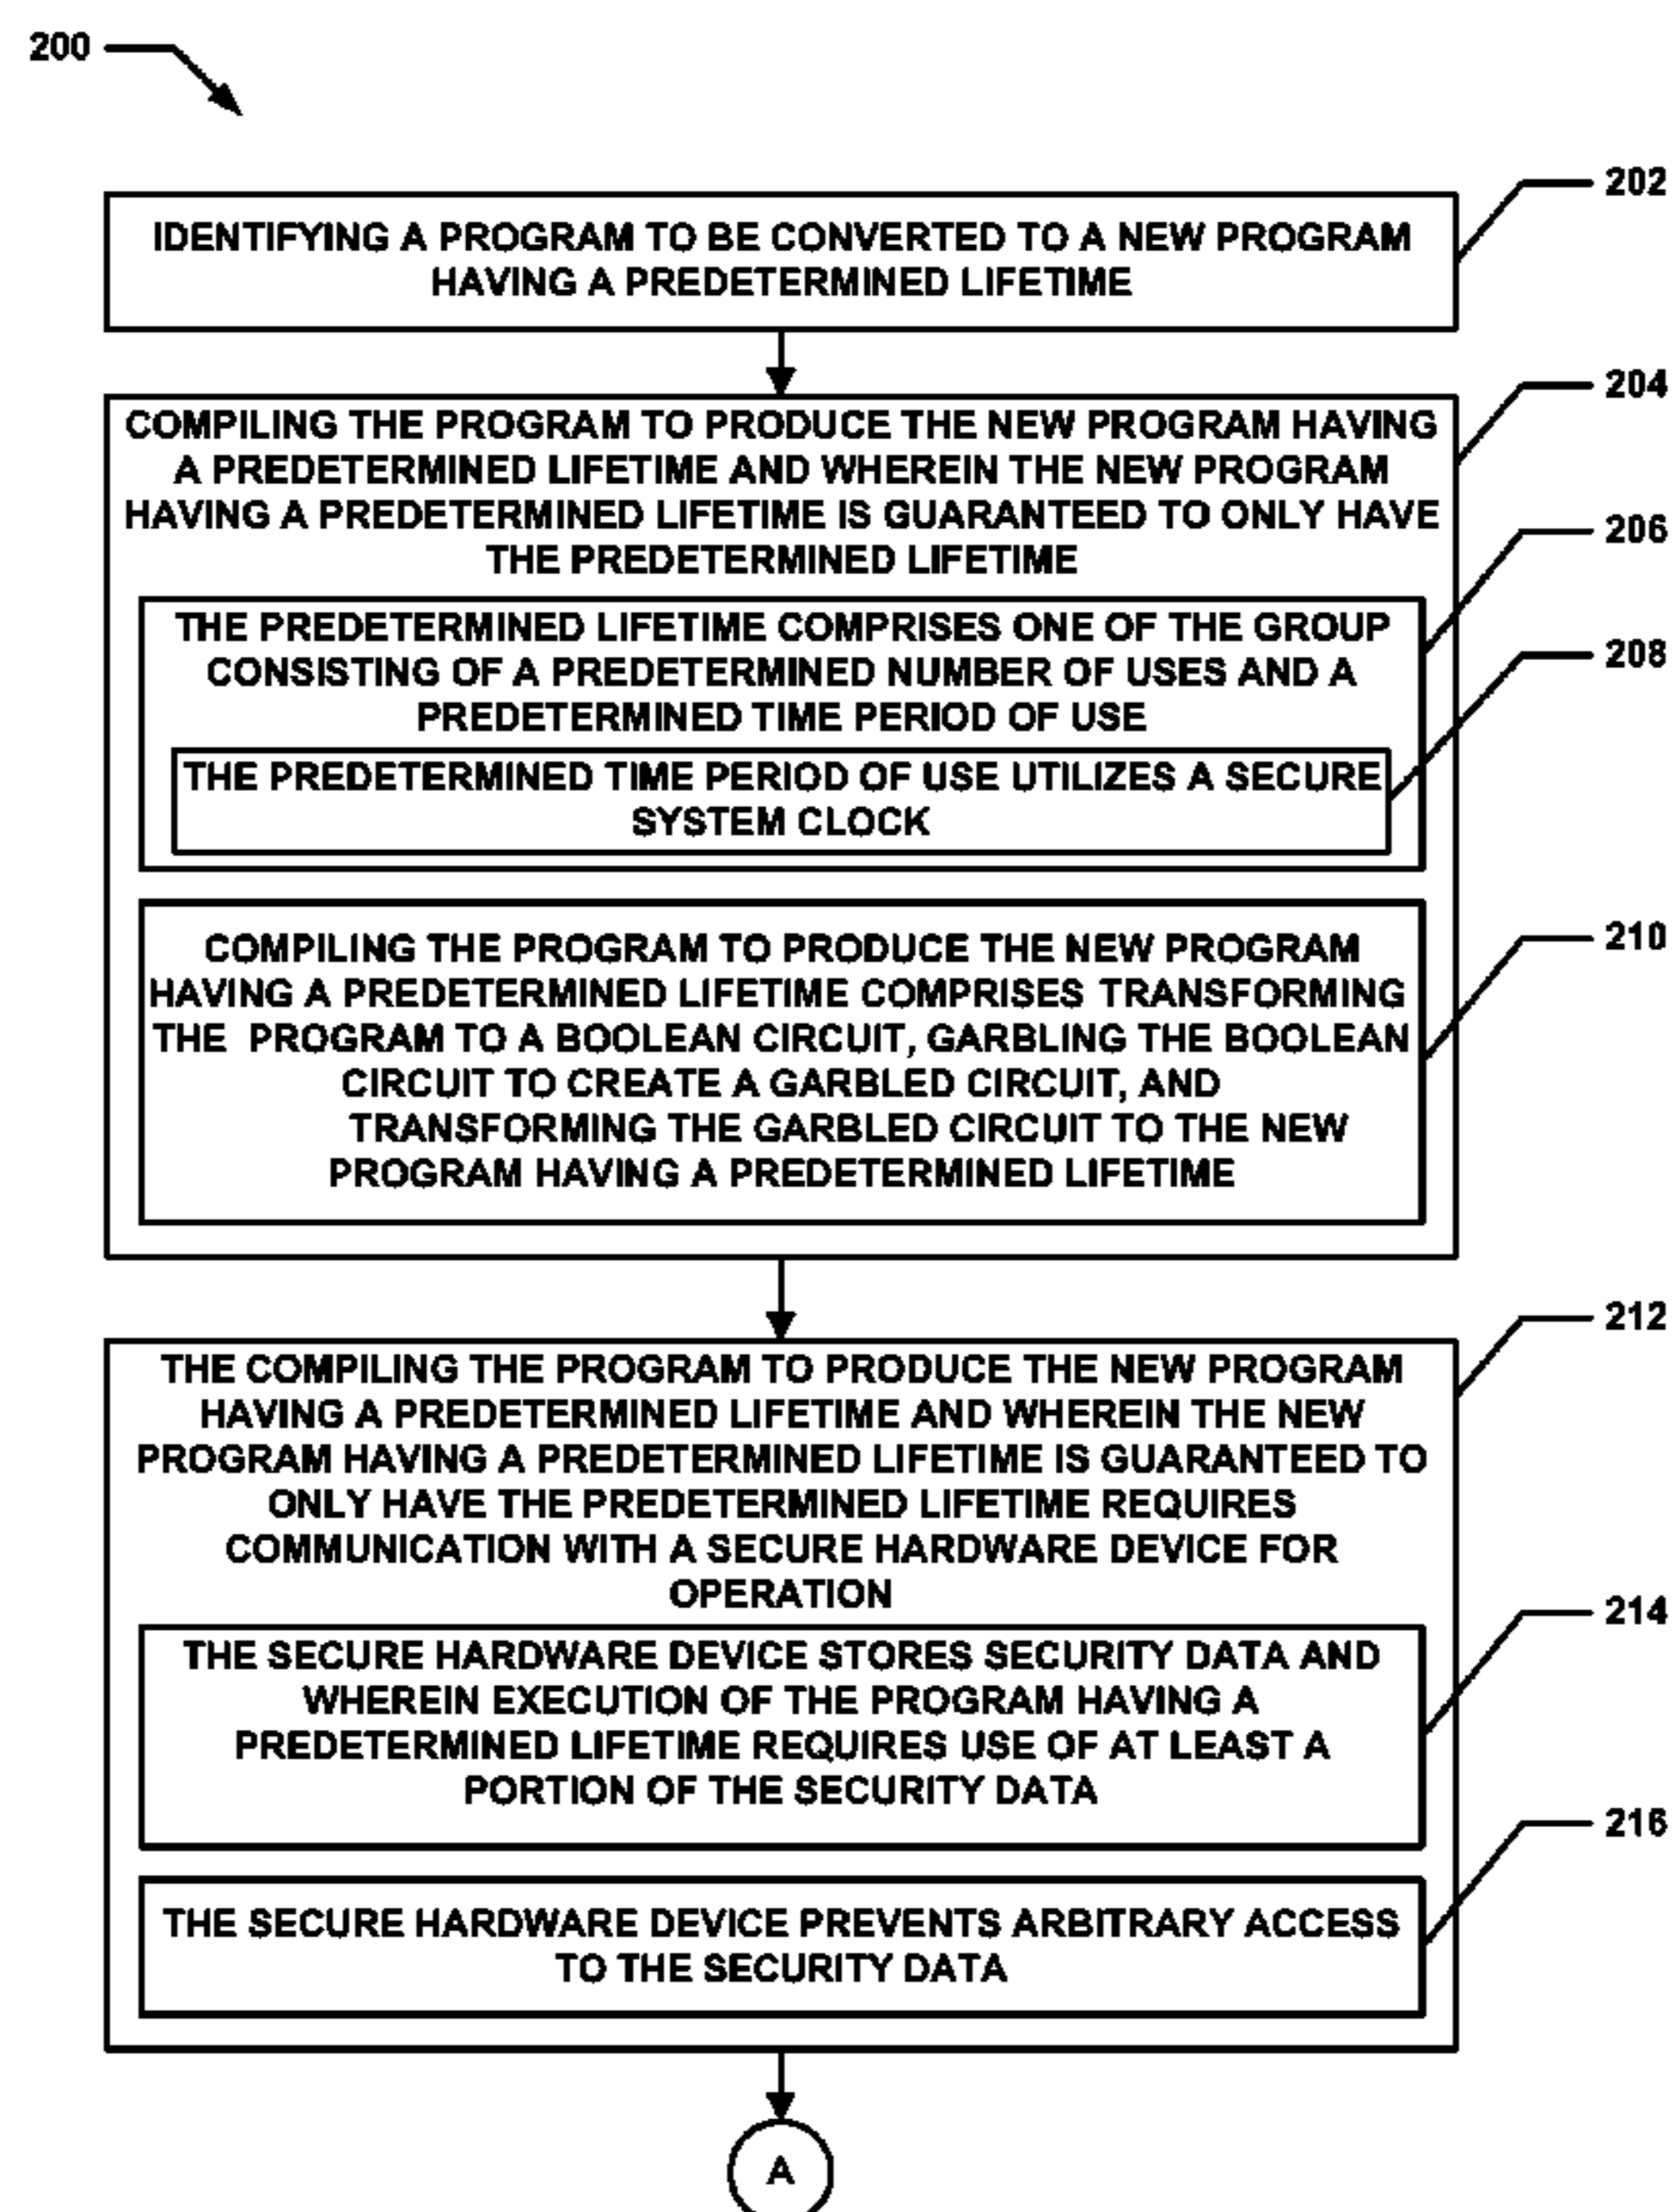 200
202
IDENTIFYING A PROGRAM TO BE CONVERTED TO A NEW PROGRAM
HAVING A PREDETERMINED LIFETIME
204
COMPILING THE PROGRAM TO PRODUCE THE NEW PROGRAM HAVING
A PREDETERMINED LIFETIME AND WHEREIN THE NEW PROGRAM
HAVING A PREDETERMINED LIFETIME IS GUARANTEED TO ONLY HAVE
THE PREDETERMINED LIFETIME
206
THE PREDETERMINED LIFETIME COMPRISES ONE OF THE GROUP
CONSISTING OF A PREDETERMINED NUMBER OF USES AND A
PREDETERMINED TIME PERIOD OF USE
208
THE PREDETERMINED TIME PERIOD OF USE UTILIZES A SECURE
SYSTEM CLOCK
210
COMPILING THE PROGRAM TO PRODUCE THE NEW PROGRAM
HAVING A PREDETERMINED LIFETIME COMPRISES TRANSFORMING
THE PROGRAM TO A BOOLEAN CIRCUIT, GARBLING THE BOOLEAN
CIRCUIT TO CREATE A GARBLED CIRCUIT, AND
TRANSFORMING THE GARBLED CIRCUIT TO THE NEW
PROGRAM HAVING A PREDETERMINED LIFETIME
212
THE COMPILING THE PROGRAM TO PRODUCE THE NEW PROGRAM
HAVING A PREDETERMINED LIFETIME AND WHEREIN THE NEW
PROGRAM HAVING A PREDETERMINED LIFETIME IS GUARANTEED TO
ONLY HAVE THE PREDETERMINED LIFETIME REQUIRES
COMMUNICATION WITH A SECURE HARDWARE DEVICE FOR
OPERATION
214
THE SECURE HARDWARE DEVICE STORES SECURITY DATA AND
WHEREIN EXECUTION OF THE PROGRAM HAVING A
PREDETERMINED LIFETIME REQUIRES USE OF AT LEAST A
PORTION OF THE SECURITY DATA
216
THE SECURE HARDWARE DEVICE PREVENTS ARBITRARY ACCESS
TO THE SECURITY DATA
A